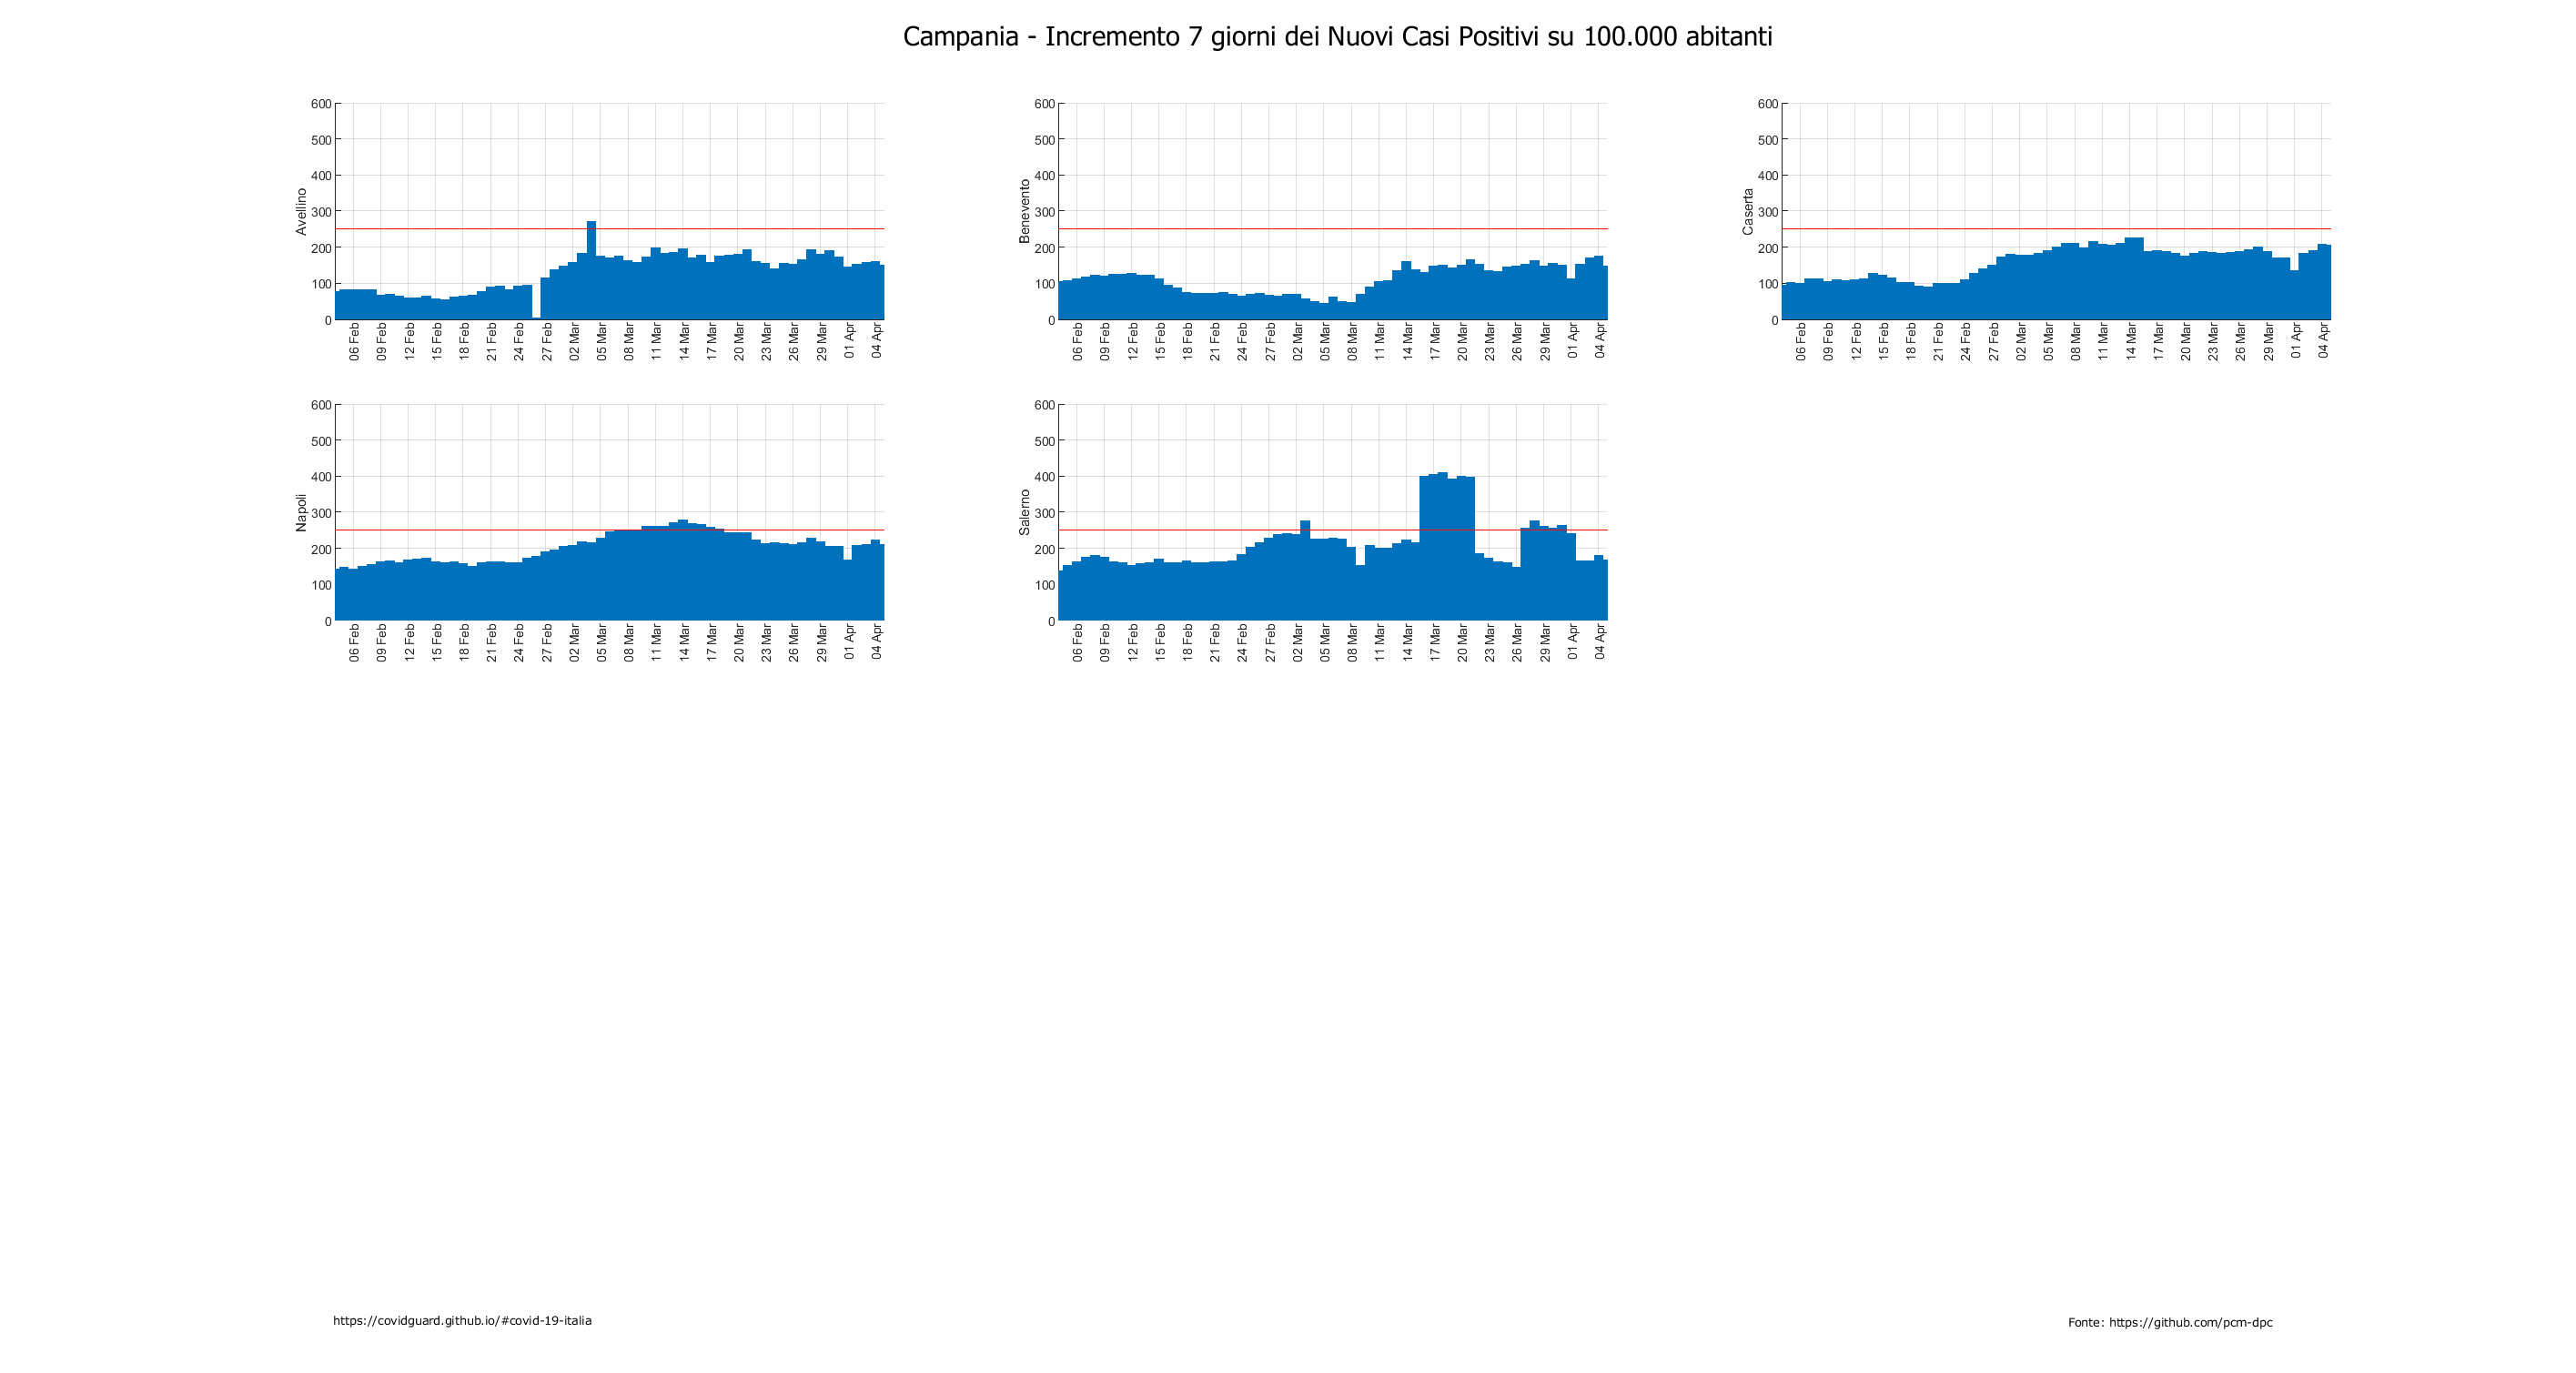 Campania - Incremento 7 giorni dei Nuovi Casi Positivi su 100.000 abitanti
Avellino
600
500
400
300
200
100
0
06 Feb 09 Feb 12 Feb 15 Feb 18 Feb 21 Feb 24 Feb 27 Feb 02 Mar 05 Mar 08 Mar 11 Mar 14 Mar 17 Mar 20 Mar 23 Mar 26 Mar 29 Mar 01 Apr 04 Apr
Benevento
600
500
400
300
200
100
0
06 Feb 09 Feb 12 Feb 15 Feb 18 Feb 21 Feb 24 Feb 27 Feb 02 Mar 05 Mar 08 Mar 11 Mar 14 Mar 17 Mar 20 Mar 23 Mar 26 Mar 29 Mar 01 Apr 04 Apr
Caserta
600
500
400
300
200
100
0
06 Feb 09 Feb 12 Feb 15 Feb 18 Feb 21 Feb 24 Feb 27 Feb 02 Mar 05 Mar 08 Mar 11 Mar 14 Mar 17 Mar 20 Mar 23 Mar 26 Mar 29 Mar 01 Apr 04 Apr
Napoli
600
500
400
300
200
100
0
06 Feb 09 Feb 12 Feb 15 Feb 18 Feb 21 Feb 24 Feb 27 Feb 02 Mar 05 Mar 08 Mar 11 Mar 14 Mar 17 Mar 20 Mar 23 Mar 26 Mar 29 Mar 01 Apr 04 Apr
Salerno
600
500
400
300
200
100
0
06 Feb 09 Feb 12 Feb 15 Feb 18 Feb 21 Feb 24 Feb 27 Feb 02 Mar 05 Mar 08 Mar 11 Mar 14 Mar 17 Mar 20 Mar 23 Mar 26 Mar 29 Mar 01 Apr 04 Apr
https://covidguard.github.io/#covid-19-italia
Fonte: https://github.com/pcm-dpc